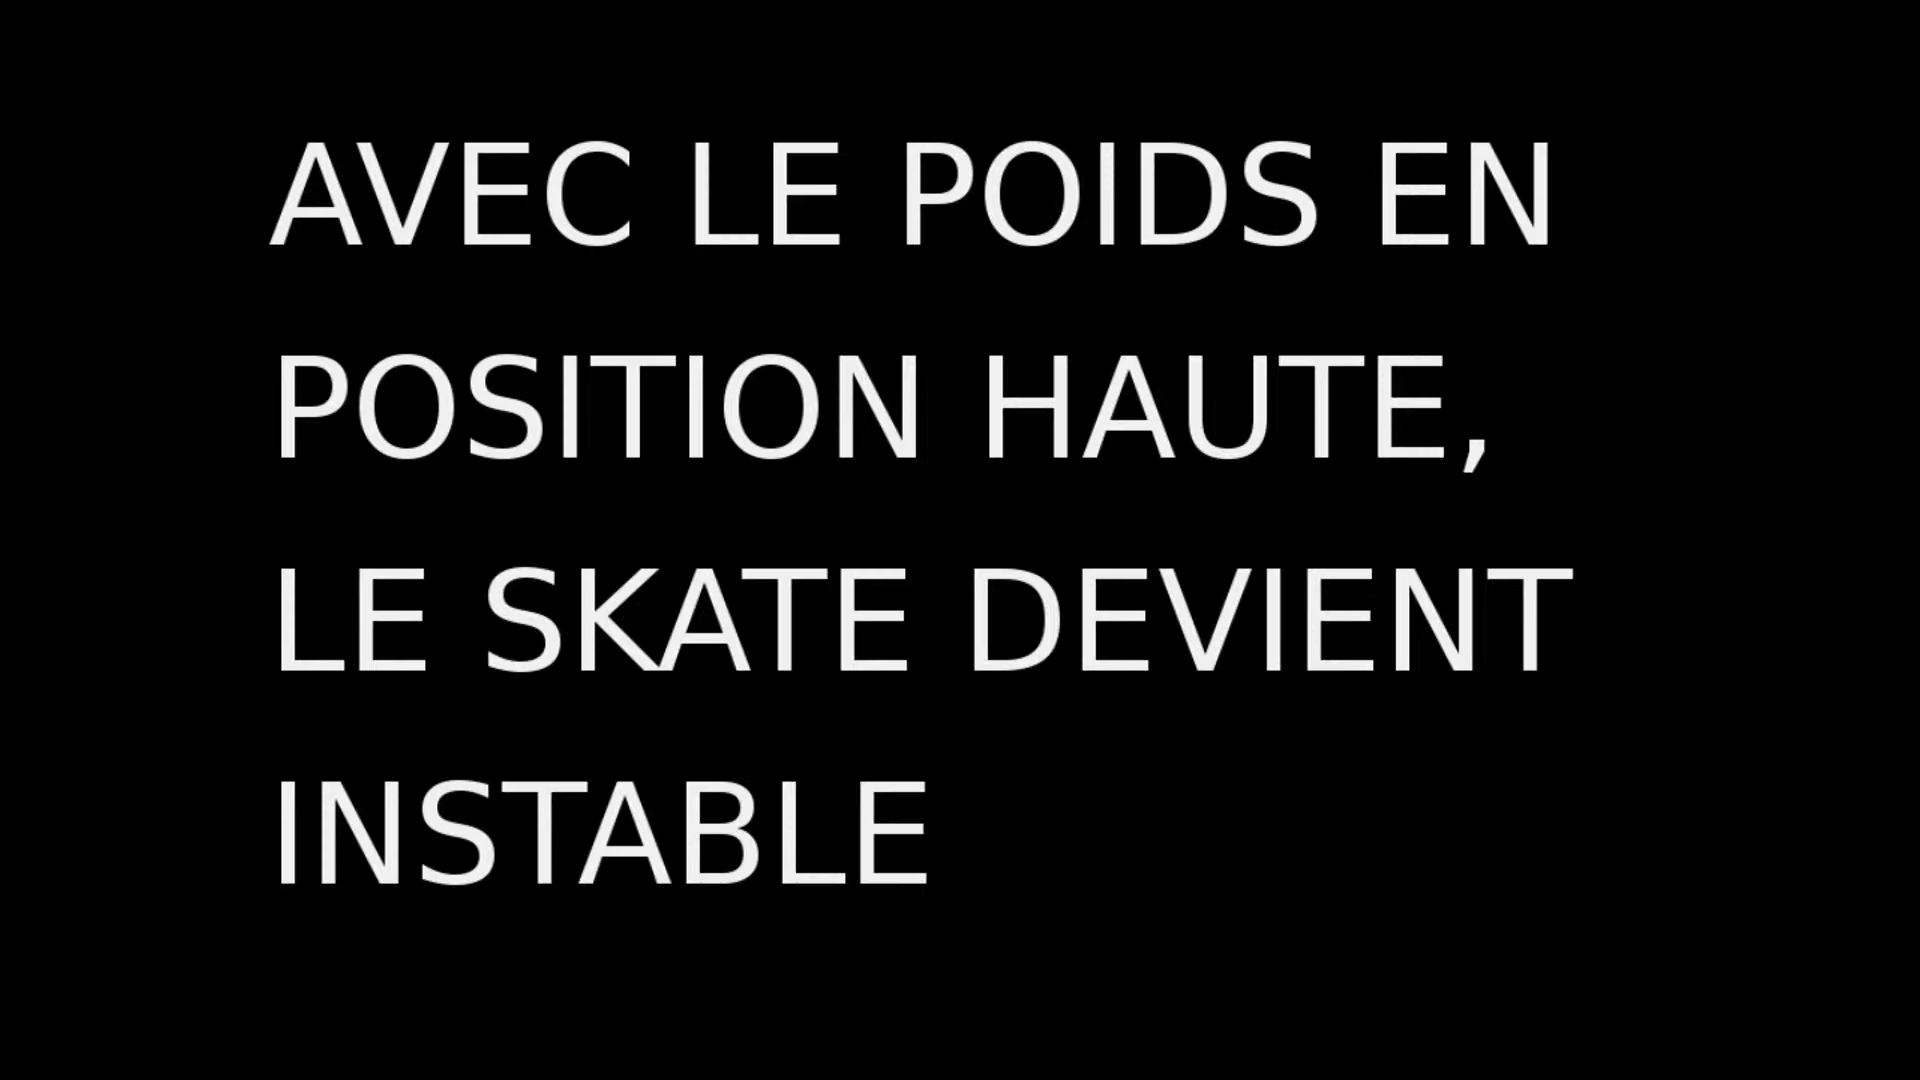 AVEC LE POIDS EN
POSITION HAUTE,
LE SKATE DEVIENT
INSTABLE